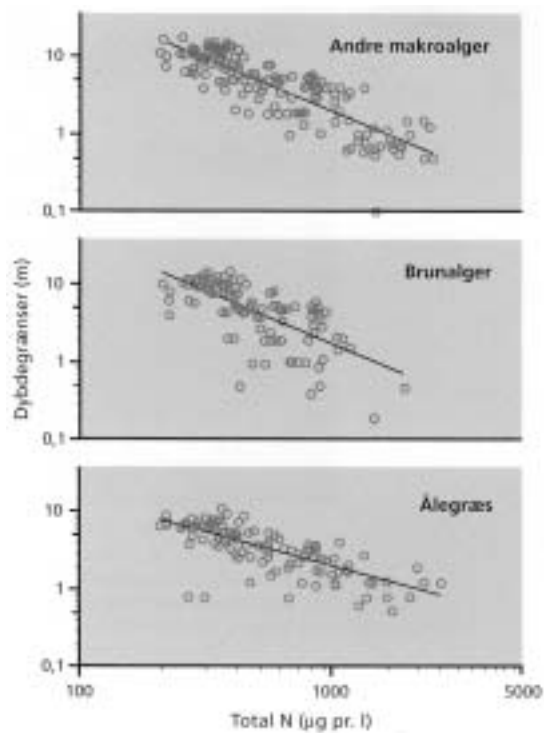 Andre makroalger
10
1
0,1
Brunalger
10
1
0,1
Ålegræs
10
1
0,1
Dybdegrænser (m)
100
1000
5000
Total N (µg pr. l)